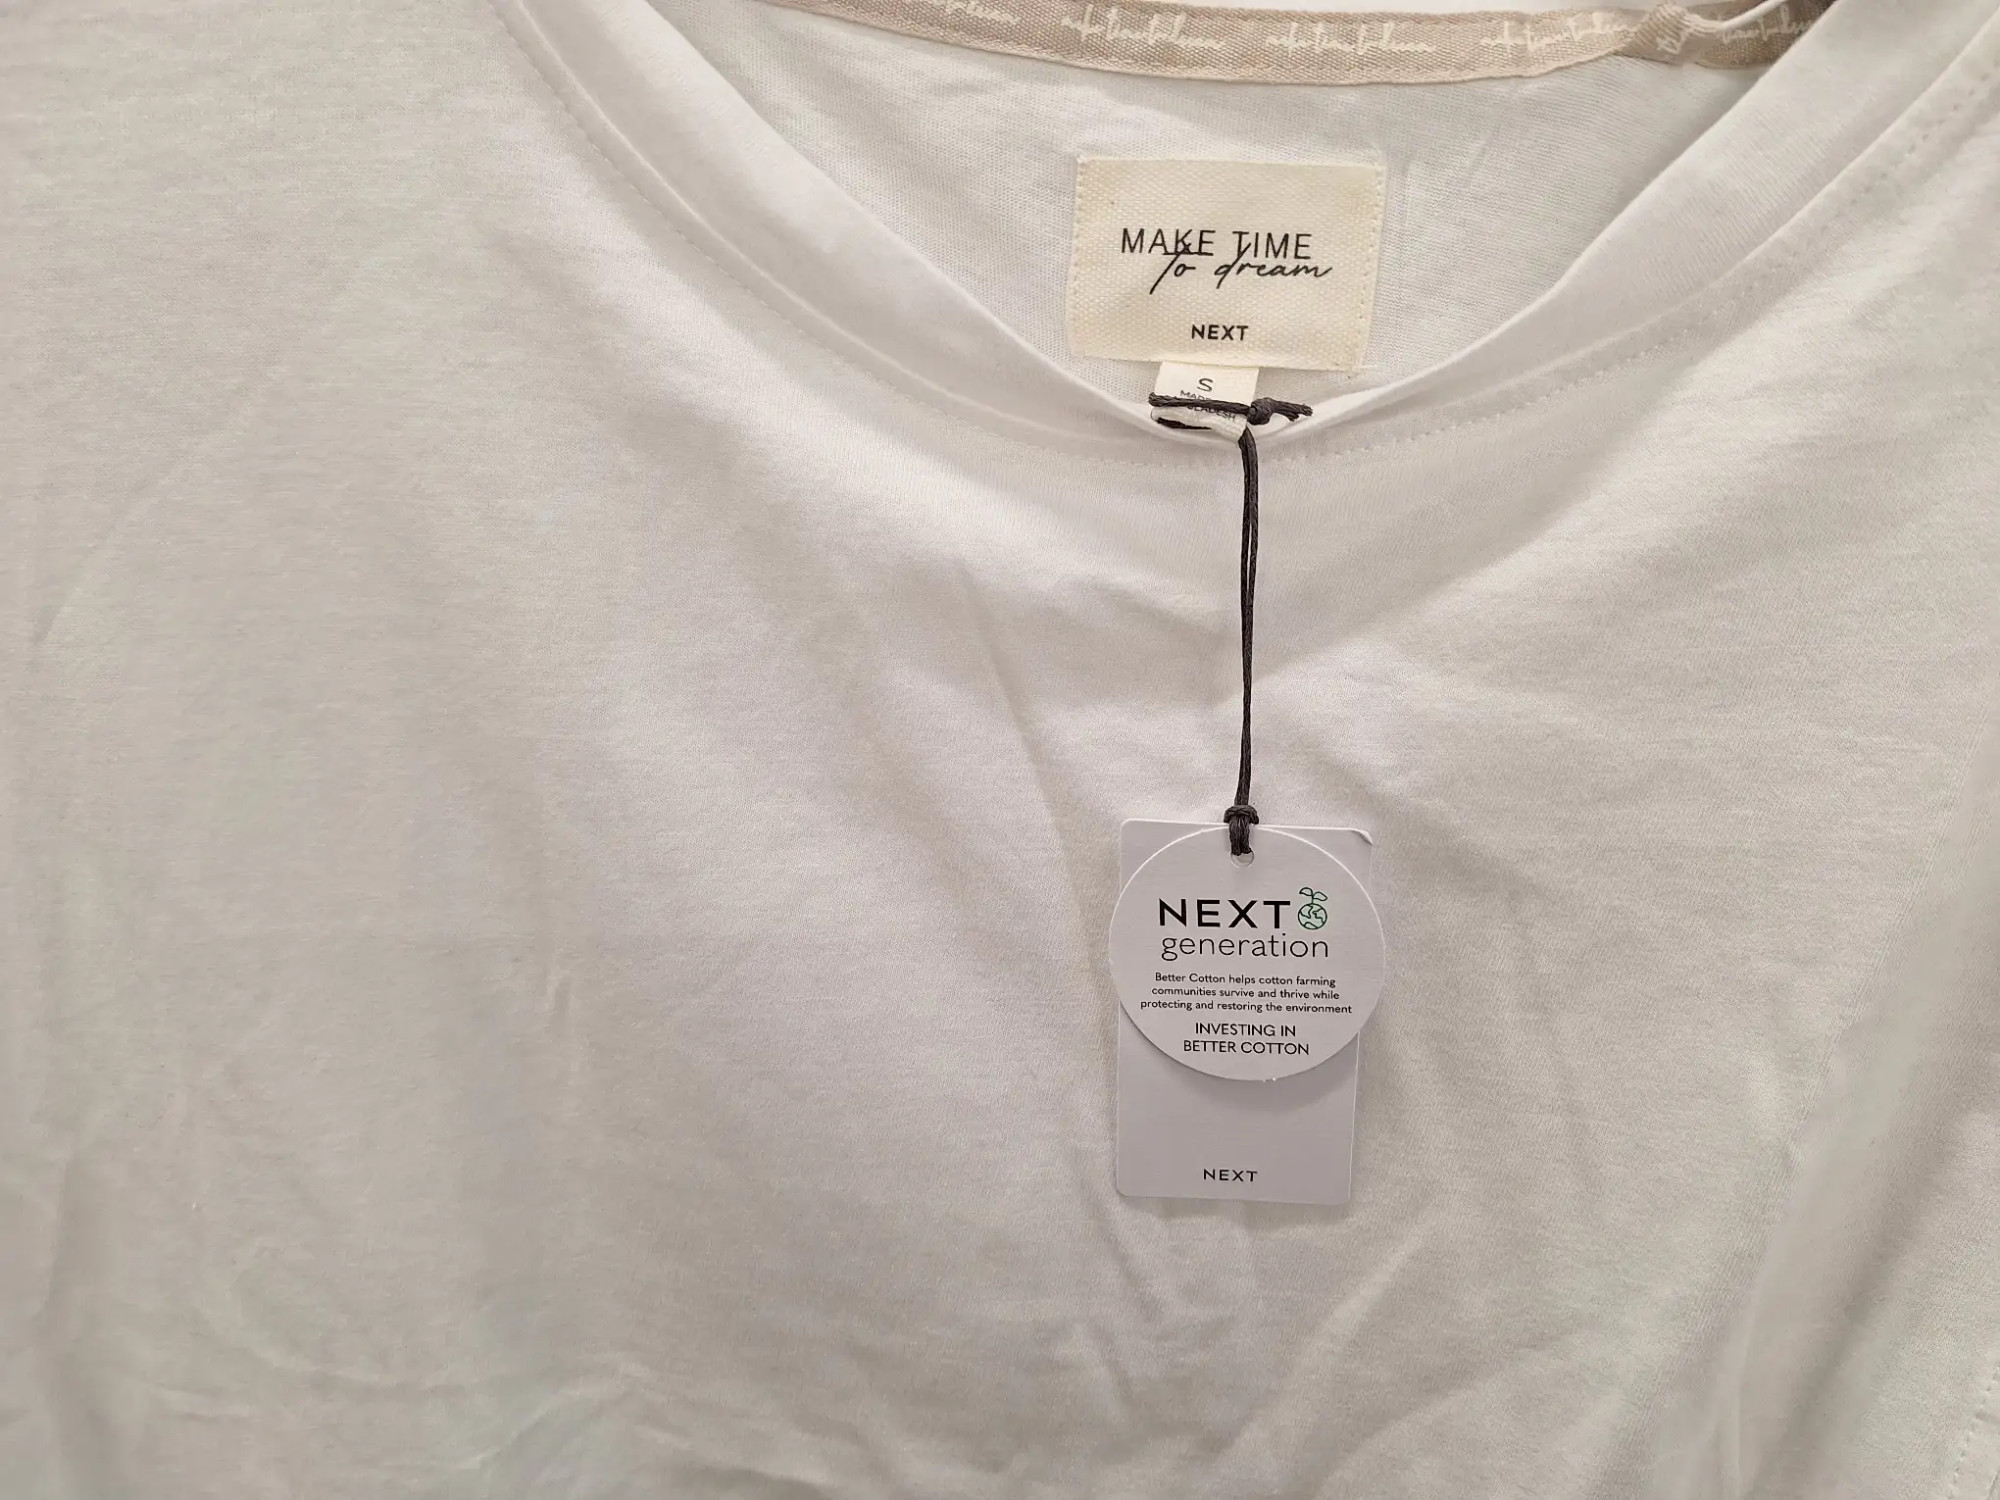 MAKE TIME
to dream
NEXT
S
MADE
NEXT
generation
Better Cotton helps cotton farming
communities survive and thrive while
protecting and restoring the environment
INVESTING IN
BETTER COTTON
NEXT